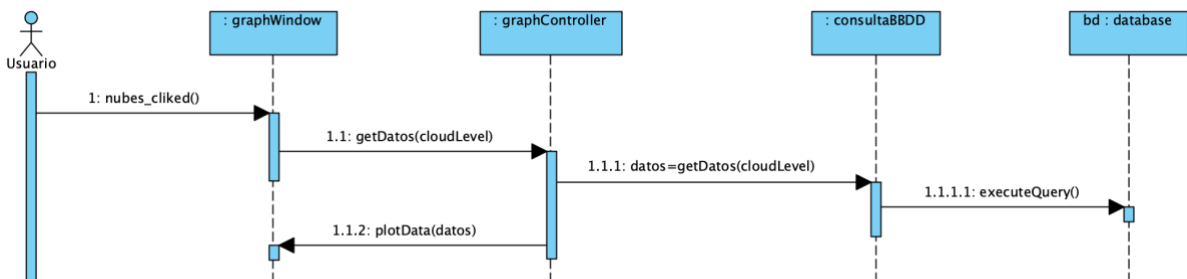 : graphWindow
: graphController
: consultaBBDD
bd : database
Usuario
1: nubes_cliked()
1.1: getDatos(cloudLevel)
1.1.1: datos=getDatos(cloudLevel)
1.1.1.1: executeQuery()
1.1.2: plotData(datos)